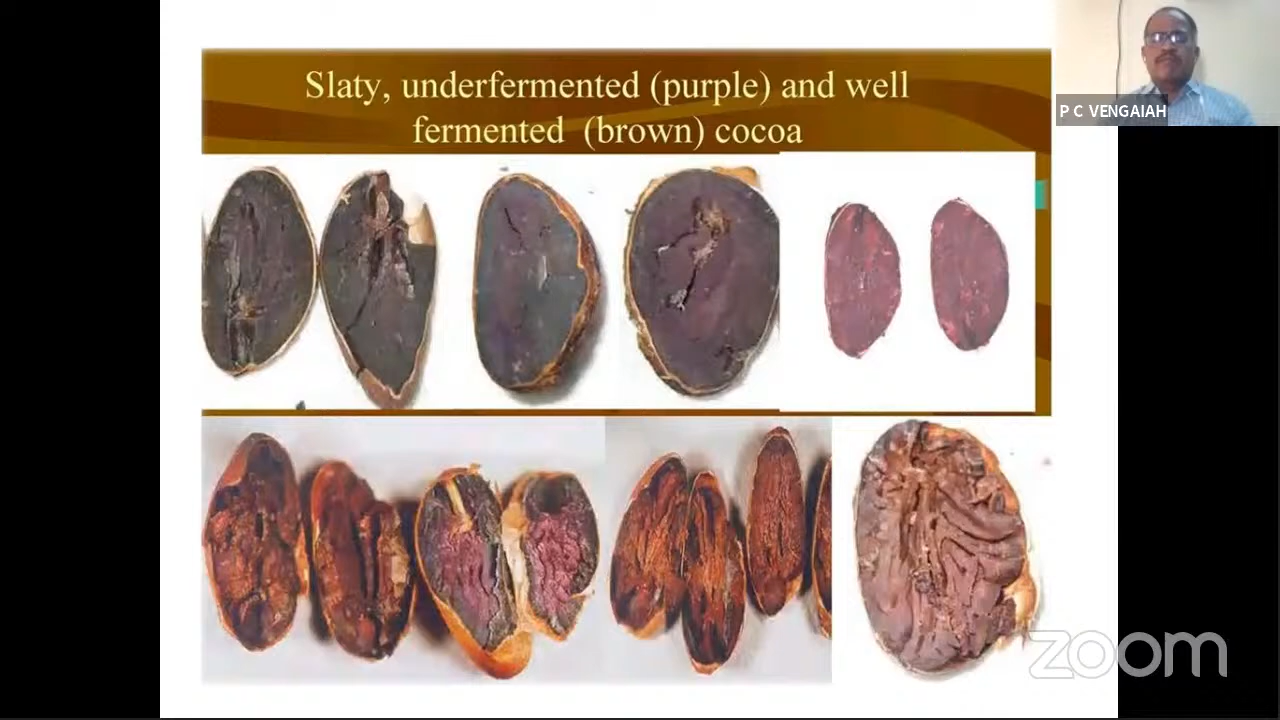 Slaty, underfermented (purple) and well
fermented (brown) cocoa
P C VENGAIAH
zoom